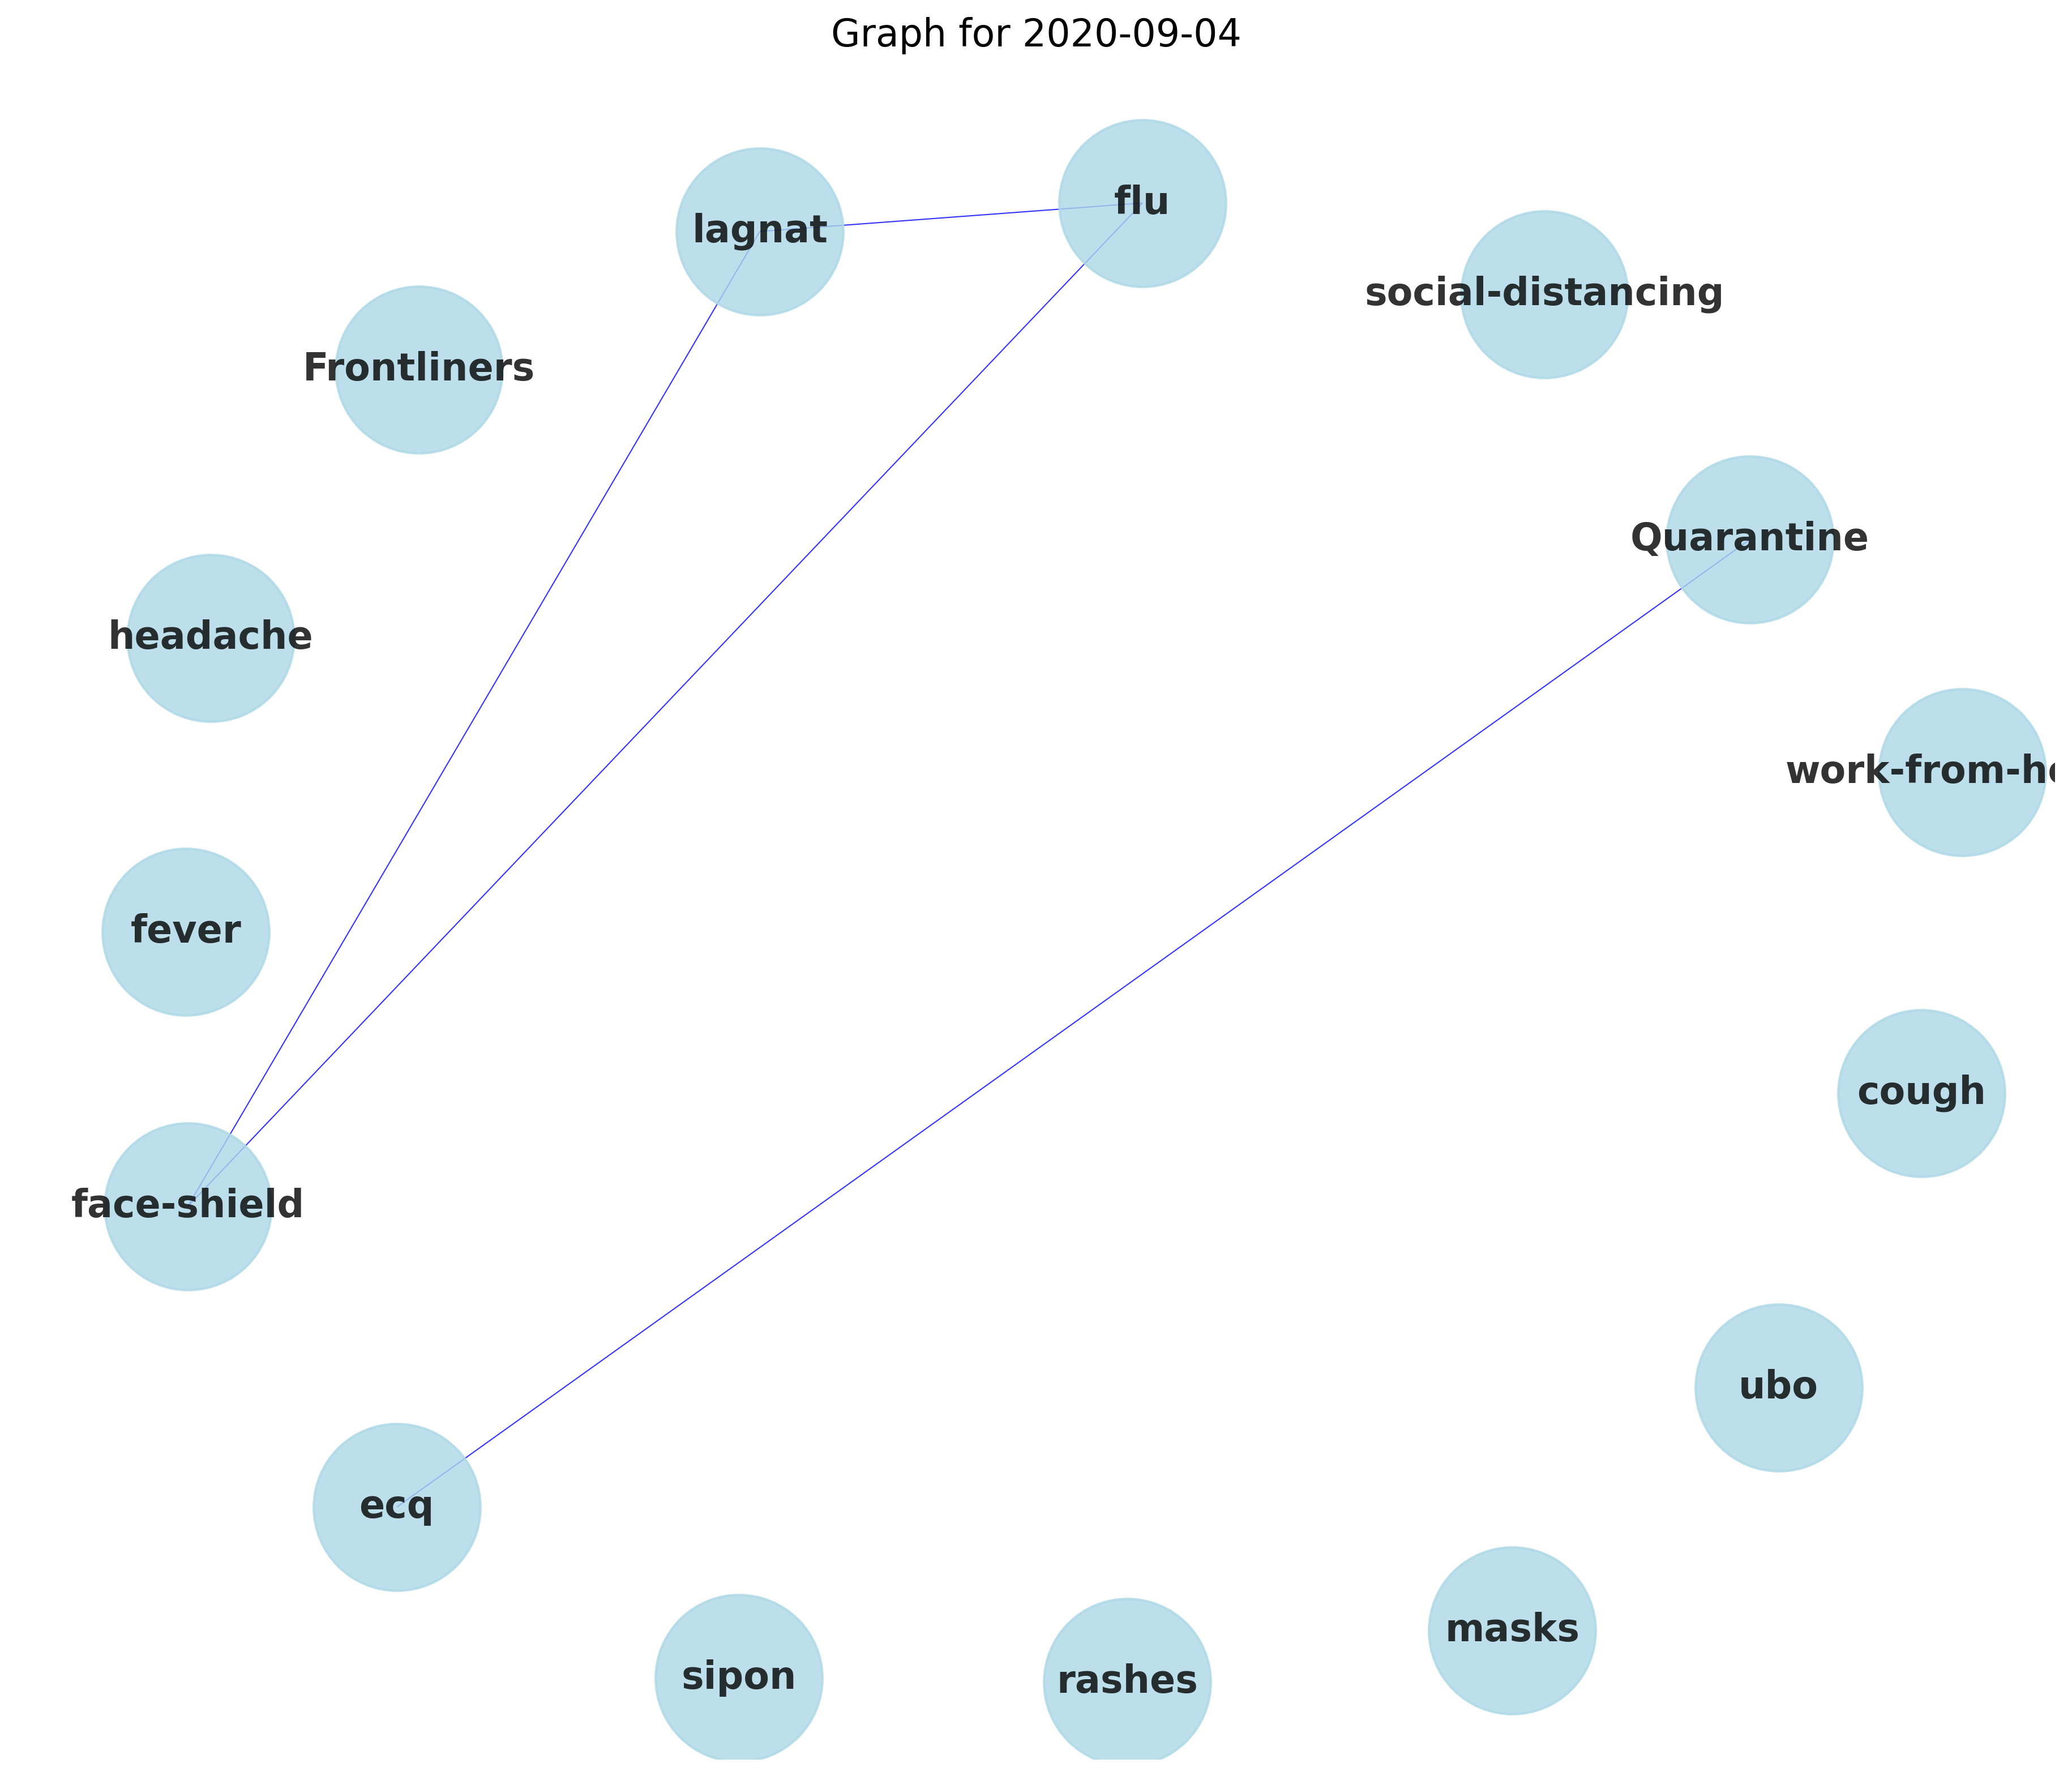 Graph for 2020-09-04
flu
lagnat
social-distancing
Frontliners
Quarantine
headache
work-from-ho
fever
cough
face-shield
ubo
ecq
masks
sipon
rashes